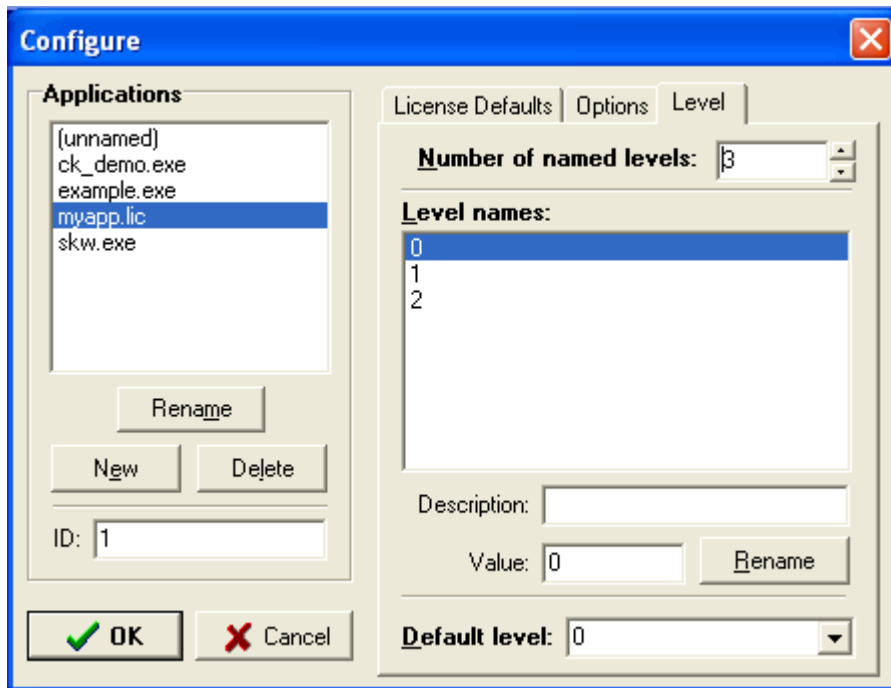 Configure
Applications
(unnamed)
ck_demo.exe
example.exe
myapp.lic
skw.exe
Rename
New
Delete
ID: 1
OK
Cancel
License Defaults
Options
Level
Number of named levels: 3
Level names:
0
1
2
Description:
Value: 0
Rename
Default level: 0